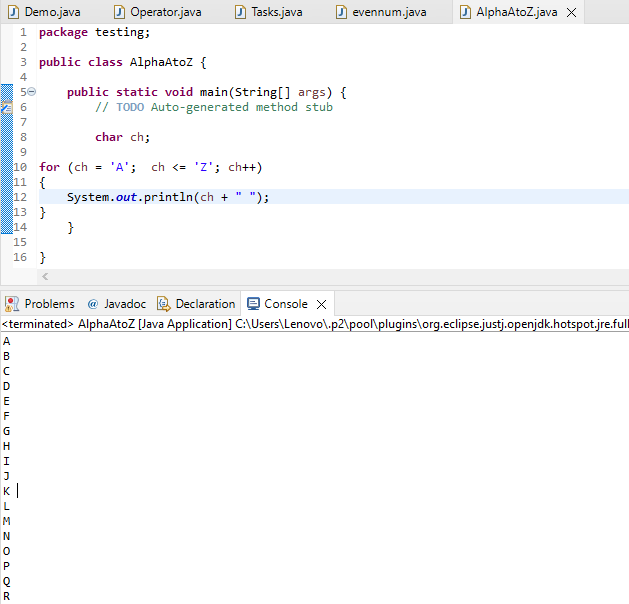 Demo.java Operator.java Tasks.java evennum.java AlphaAtoZ.java
1 package testing;
2
3 public class AlphaAtoZ {
4
5 public static void main(String[] args) {
6 // TODO Auto-generated method stub
7
8 char ch;
9
10 for (ch = 'A';  ch <= 'Z'; ch++)
11 {
12 System.out.println(ch + " ");
13 }
14 }
15
16 }
Problems @ Javadoc Declaration Console
<terminated> AlphaAtoZ [Java Application] C:\Users\Lenovo\.p2\pool\plugins\org.eclipse.justj.openjdk.hotspot.jre.full
A
B
C
D
E
F
G
H
I
J
K
L
M
N
O
P
Q
R